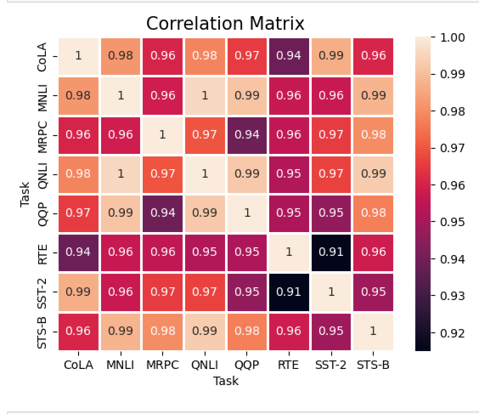 Correlation Matrix
CoLA 1 0.98 0.96 0.98 0.97 0.94 0.99 0.96
MNLI 0.98 1 0.96 1 0.99 0.96 0.96 0.99
MRPC 0.96 0.96 1 0.97 0.94 0.96 0.97 0.98
QNLI 0.98 1 0.97 1 0.99 0.95 0.97 0.99
QQP 0.97 0.99 0.94 0.99 1 0.95 0.95 0.98
RTE 0.94 0.96 0.96 0.95 0.95 1 0.91 0.96
SST-2 0.99 0.96 0.97 0.97 0.95 0.91 1 0.95
STS-B 0.96 0.99 0.98 0.99 0.98 0.96 0.95 1
Task
CoLA MNLI MRPC QNLI QQP RTE SST-2 STS-B
Task
1.00
0.99
0.98
0.97
0.96
0.95
0.94
0.93
0.92